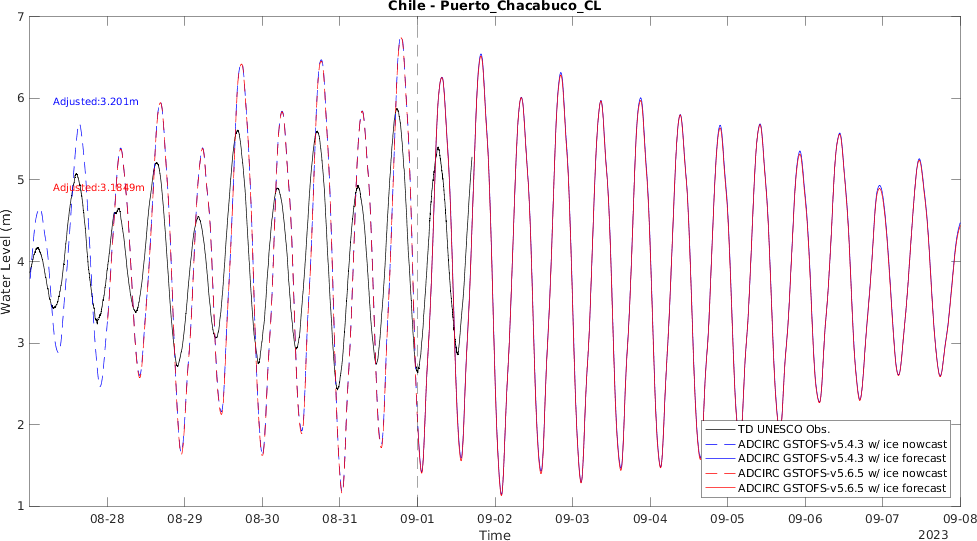 Chile - Puerto_Chacabuco_CL
7
6
5
4
3
2
1
Water Level (m)
Adjusted:3.201m
Adjusted:3.1849m
TD UNESCO Obs.
ADCIRC GSTOFS-v5.4.3 w/ ice nowcast
ADCIRC GSTOFS-v5.4.3 w/ ice forecast
ADCIRC GSTOFS-v5.6.5 w/ ice nowcast
ADCIRC GSTOFS-v5.6.5 w/ ice forecast
08-28 08-29 08-30 08-31 09-01 09-02 09-03 09-04 09-05 09-06 09-07 09-08
Time
2023